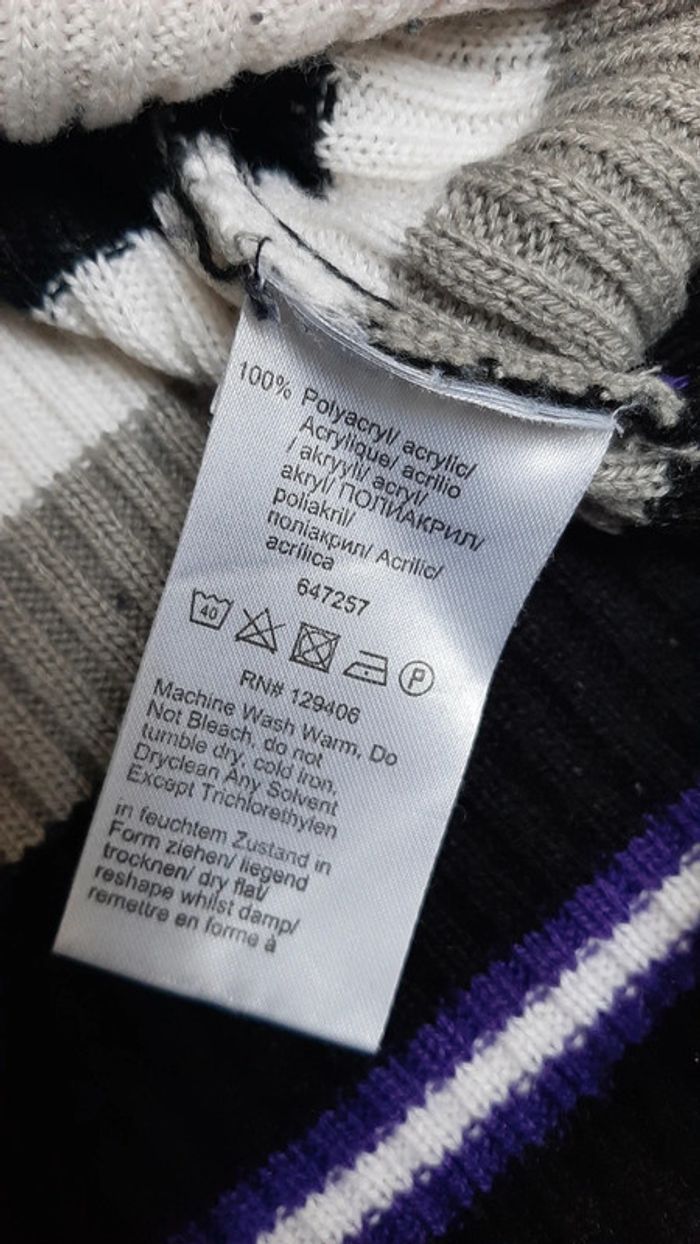 100% Polyacryl/ acrylic/
Acrylique/ acrilio
/ akryyli/ acryl/
akryl/ ПОЛИАКРИЛ/
poliakril/
поліакрил/ Acrilic/
acrílica
647257
40 P
RN# 129406
Machine Wash Warm, Do
Not Bleach, do not
tumble dry, cold iron,
Dryclean Any Solvent
Except Trichlorethylen
in feuchtem Zustand in
Form ziehen/ liegend
trocknen/ dry flat/
reshape whilst damp/
remettre en forme à